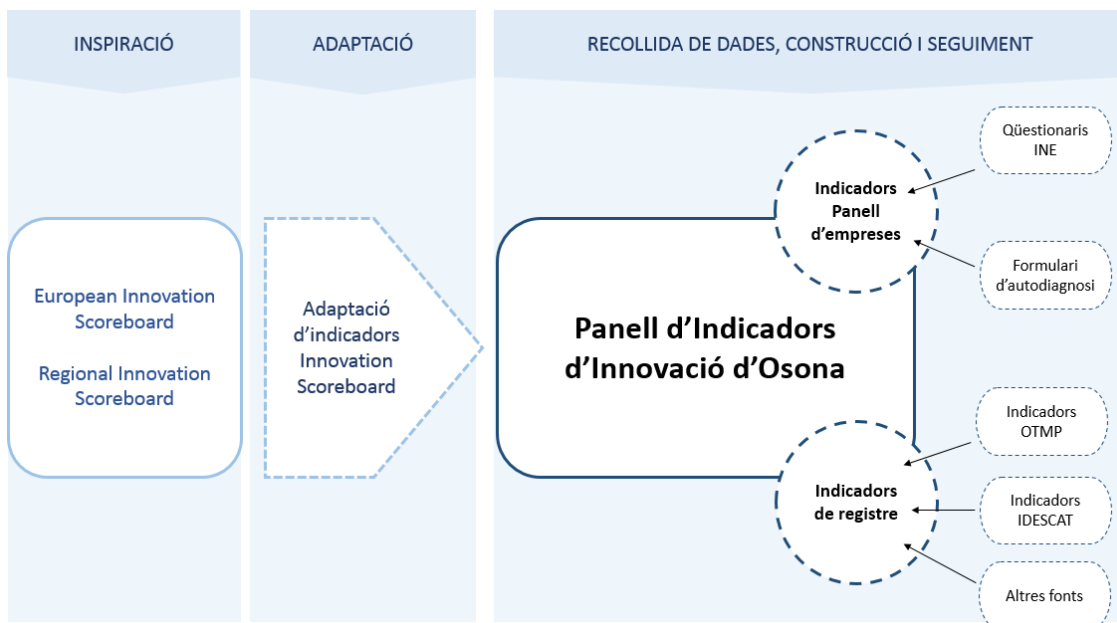 INSPIRACIÓ
ADAPTACIÓ
RECOLLIDA DE DADES, CONSTRUCCIÓ I SEGUIMENT
European Innovation
Scoreboard
Regional Innovation
Scoreboard
Adaptació
d'indicadors
Innovation
Scoreboard
Panell d'Indicadors
d'Innovació d'Osona
Indicadors
Panell
d'empreses
Qüestionaris
INE
Formulari
d'autodiagnosi
Indicadors
de registre
Indicadors
OTMP
Indicadors
IDESCAT
Altres fonts